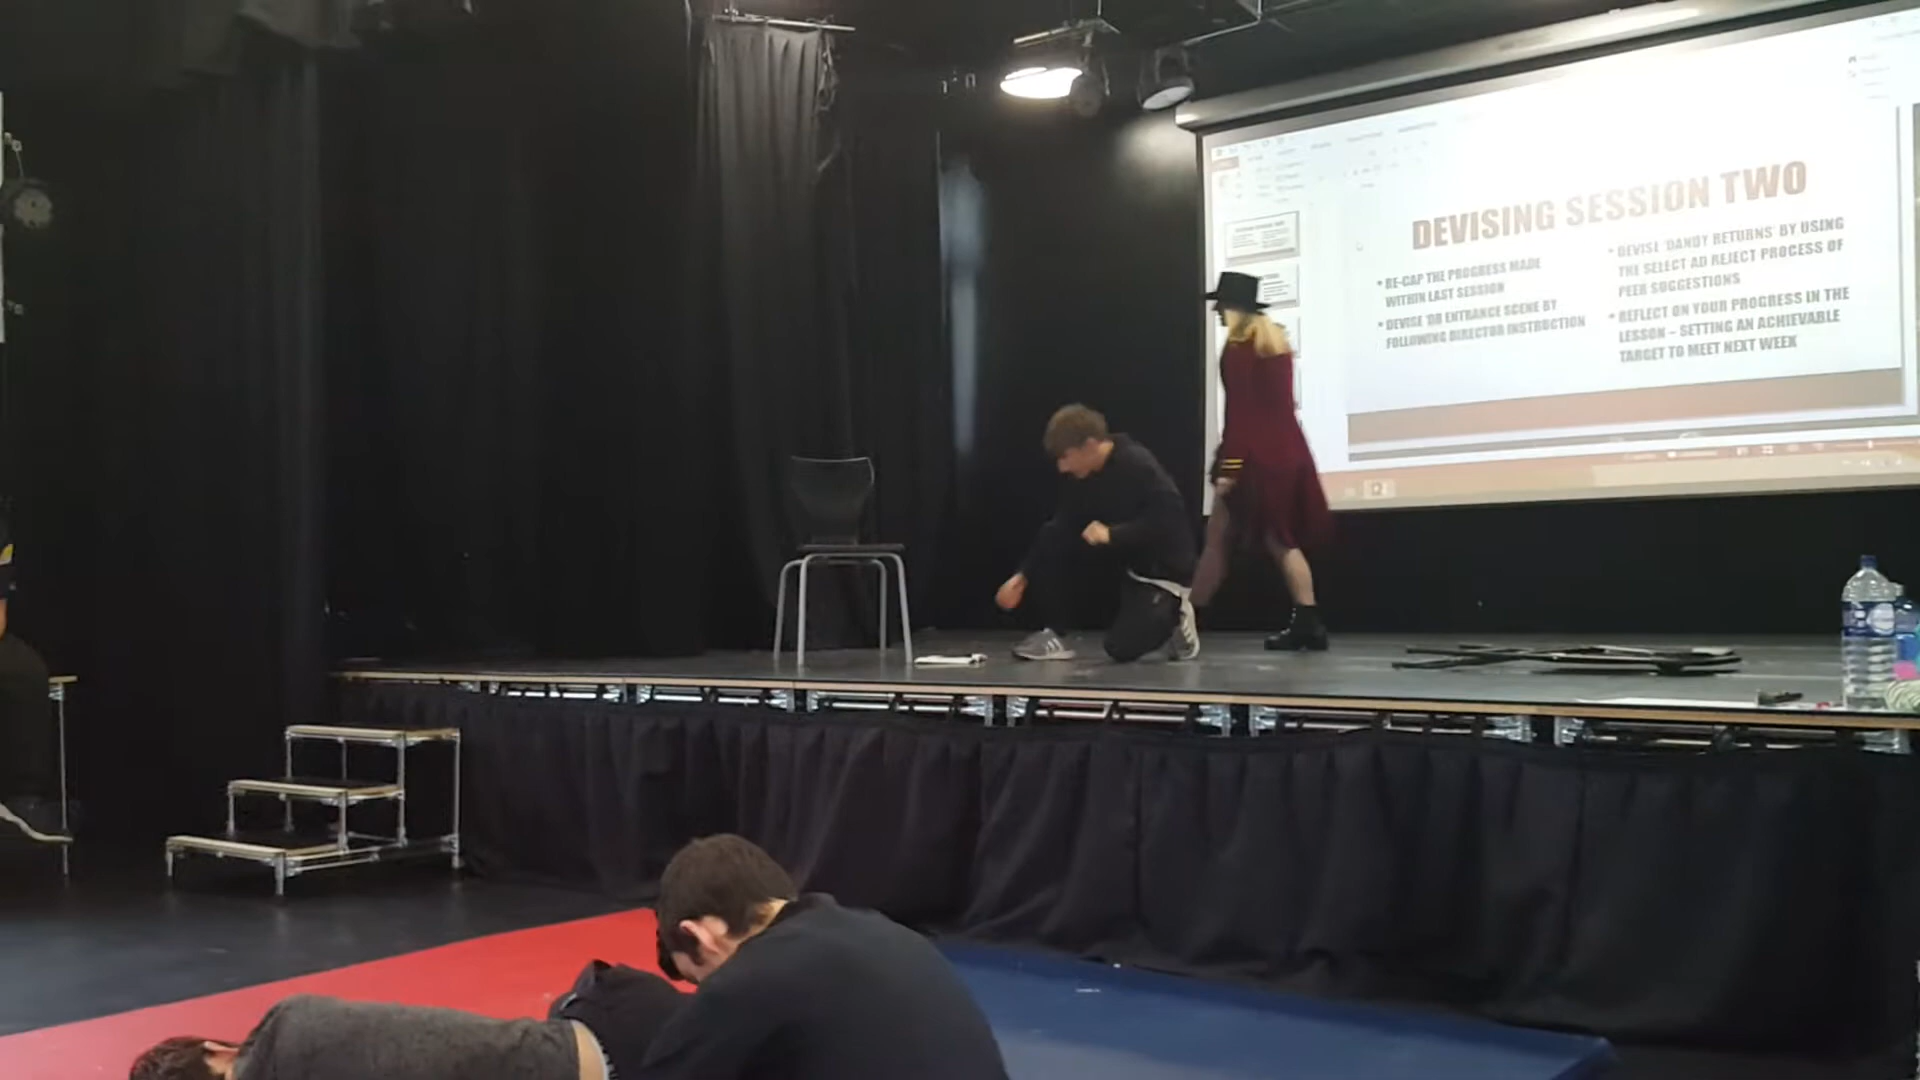 DEVISING SESSION TWO
• RE-CAP THE PROGRESS MADE
WITHIN LAST SESSION
• DEVISE 'DR ENTRANCE SCENE BY
FOLLOWING DIRECTOR INSTRUCTION
• DEVISE 'DANDY RETURNS' BY USING
THE SELECT AD REJECT PROCESS OF
PEER SUGGESTIONS
• REFLECT ON YOUR PROGRESS IN THE
LESSON – SETTING AN ACHIEVABLE
TARGET TO MEET NEXT WEEK